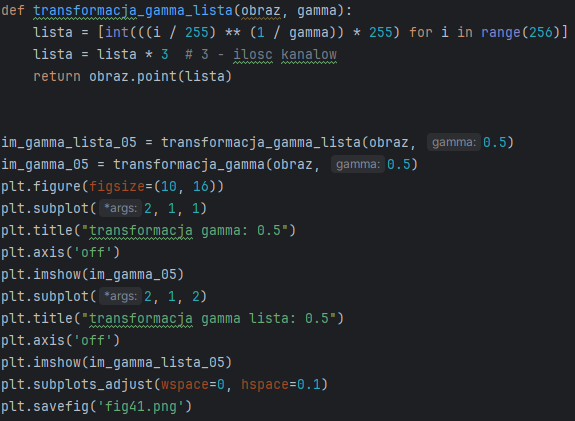 def transformacja_gamma_lista(obraz, gamma):
    lista = [int(((i / 255) ** (1 / gamma)) * 255) for i in range(256)]
    lista = lista * 3  # 3 - ilosc kanalow
    return obraz.point(lista)
im_gamma_lista_05 = transformacja_gamma_lista(obraz, gamma: 0.5)
im_gamma_05 = transformacja_gamma(obraz, gamma: 0.5)
plt.figure(figsize=(10, 16))
plt.subplot( *args: 2, 1, 1)
plt.title("transformacja gamma: 0.5")
plt.axis('off')
plt.imshow(im_gamma_05)
plt.subplot( *args: 2, 1, 2)
plt.title("transformacja gamma lista: 0.5")
plt.axis('off')
plt.imshow(im_gamma_lista_05)
plt.subplots_adjust(wspace=0, hspace=0.1)
plt.savefig('fig41.png')